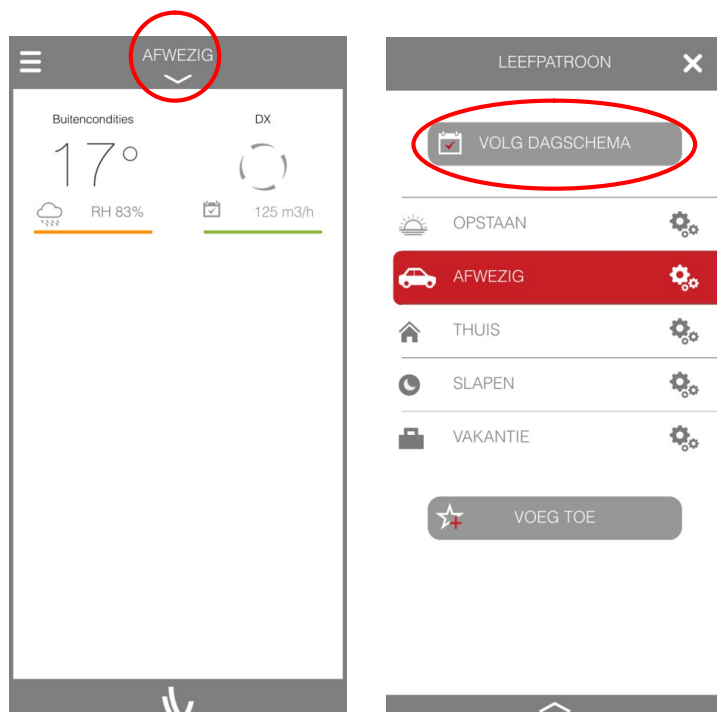 AFWEZIG
Buitencondities
DX
17°
RH 83%
125 m3/h
LEEFPATROON
VOLG DAGSCHEMA
OPSTAAN
AFWEZIG
THUIS
SLAPEN
VAKANTIE
VOEG TOE